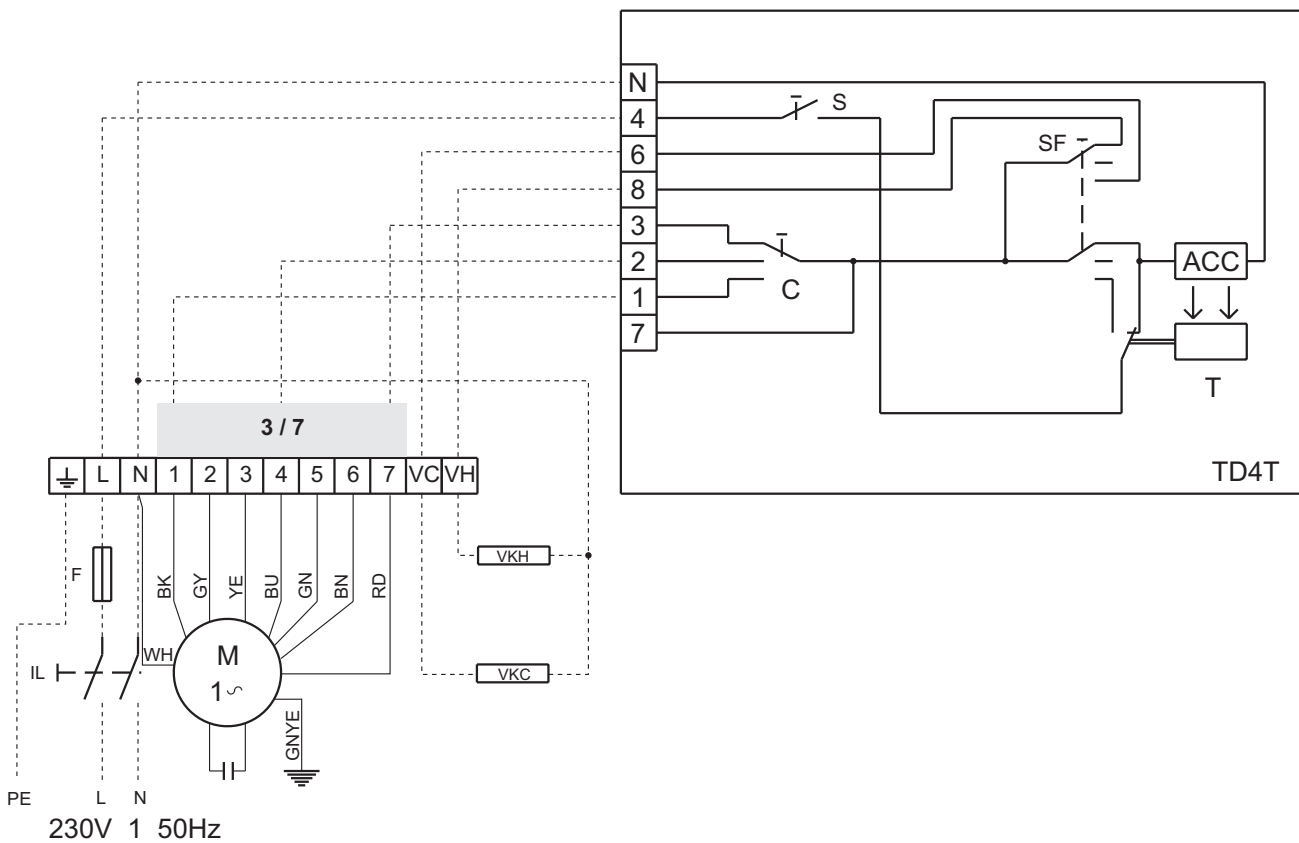 N
4
S
6
SF
8
3
2
ACC
1
C
7
T
3 / 7
L N 1 2 3 4 5 6 7 VC VH
TD4T
VKH
F
BK GY YE BU GN BN RD
WH
M
1~
IL
VKC
GNYE
PE L N
230V 1 50Hz